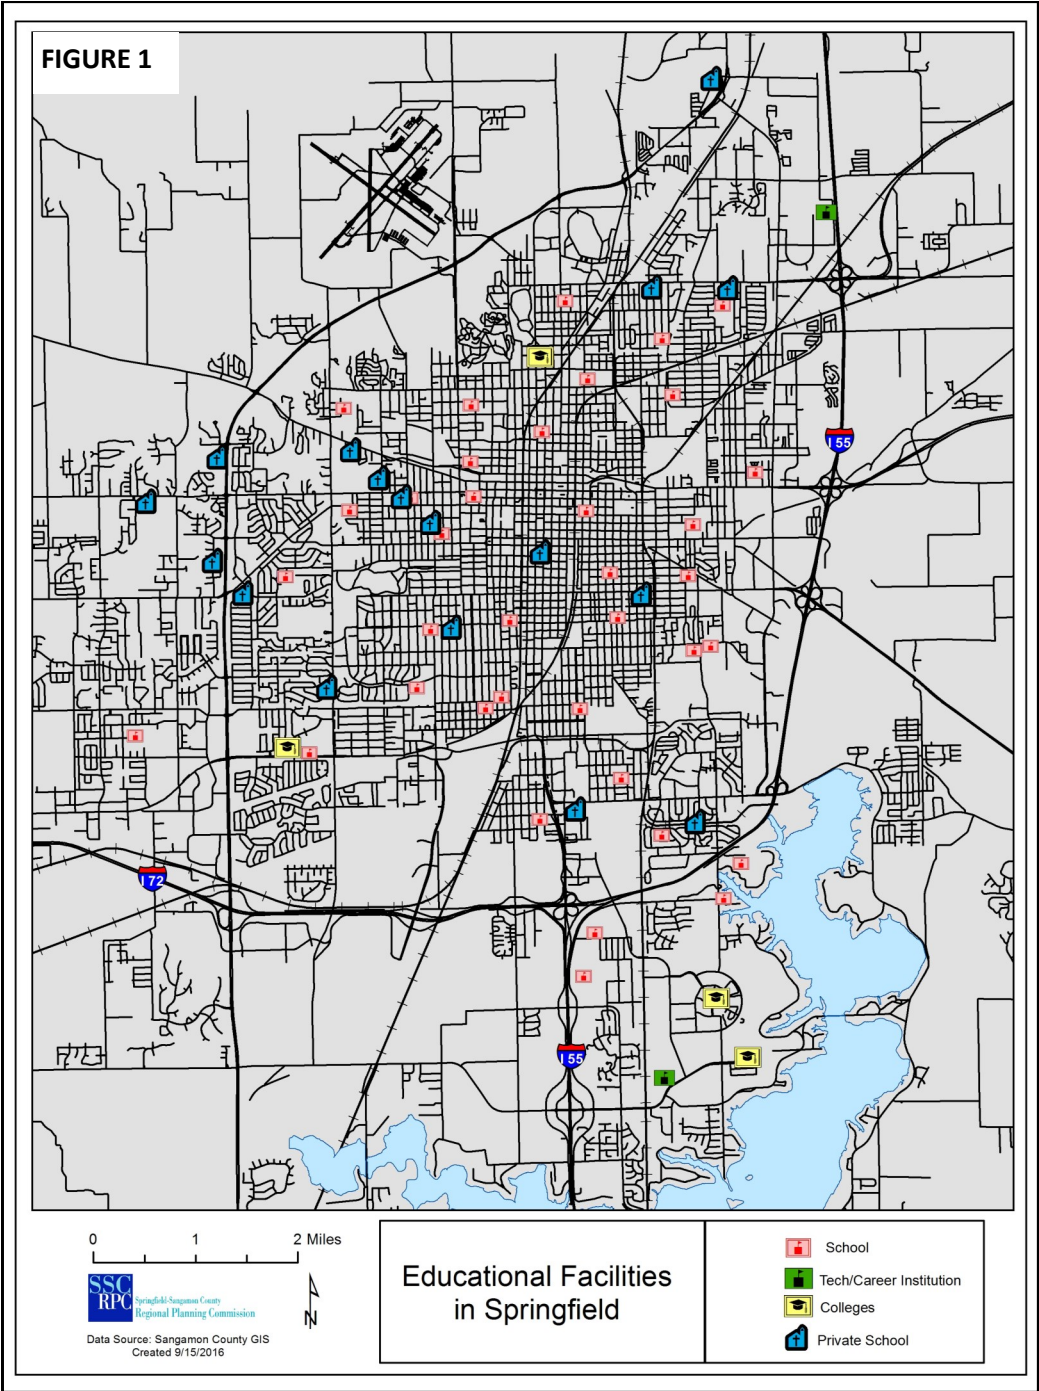 FIGURE 1
I 55
I 72
I 55
0 1 2 Miles
SSC
RPC
Springfield-Sangamon County
Regional Planning Commission
N
Data Source: Sangamon County GIS
Created 9/15/2016
Educational Facilities
in Springfield
School
Tech/Career Institution
Colleges
Private School